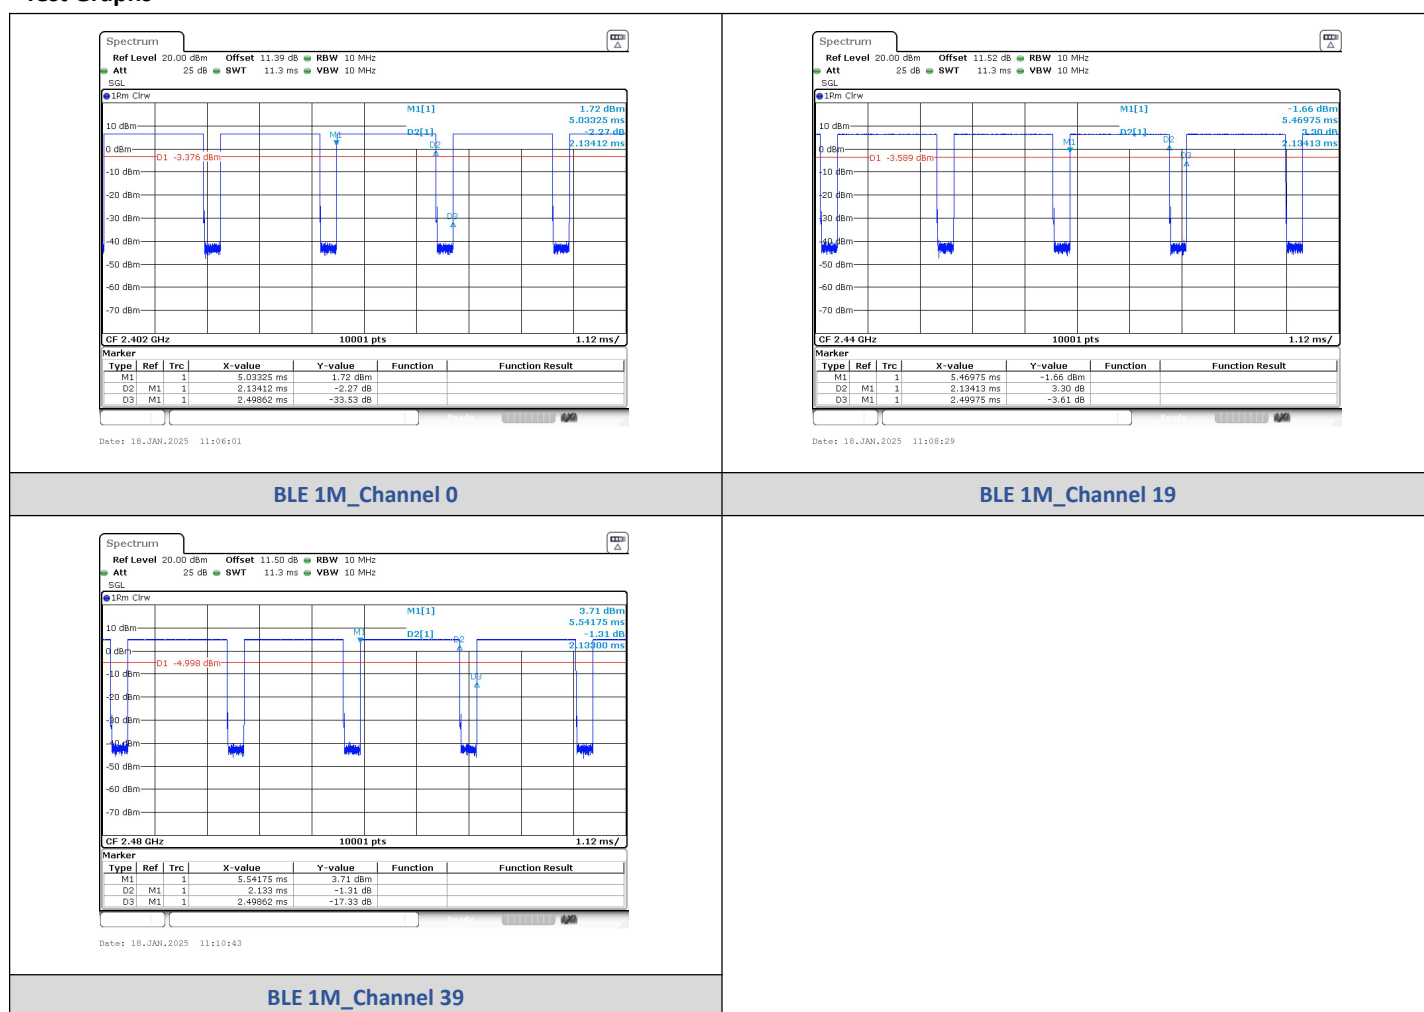 Test Graphs
Spectrum
Ref Level 20.00 dBm Offset 11.39 dB RBW 10 MHz
Att 25 dB SWT 11.3 ms VBW 10 MHz
SGL
1Rm Clrw
M1[1] 1.72 dBm
5.03325 ms
D2[1] -2.27 dB
2.13412 ms
10 dBm
M1
D2
0 dBm
D1 -3.376 dBm
-10 dBm
-20 dBm
-30 dBm
D3
-40 dBm
-50 dBm
-60 dBm
-70 dBm
CF 2.402 GHz 10001 pts 1.12 ms/
Marker
Type Ref Trc X-value Y-value Function Function Result
M1 1 5.03325 ms 1.72 dBm
D2 M1 1 2.13412 ms -2.27 dB
D3 M1 1 2.49862 ms -33.53 dB
Date: 18.JAN.2025 11:06:01
BLE 1M_Channel 0
Spectrum
Ref Level 20.00 dBm Offset 11.52 dB RBW 10 MHz
Att 25 dB SWT 11.3 ms VBW 10 MHz
SGL
1Rm Clrw
M1[1] -1.66 dBm
5.46975 ms
D2[1] 3.30 dB
2.13413 ms
10 dBm
M1
D2
0 dBm
D3
D1 -3.589 dBm
-10 dBm
-20 dBm
-30 dBm
-40 dBm
-50 dBm
-60 dBm
-70 dBm
CF 2.44 GHz 10001 pts 1.12 ms/
Marker
Type Ref Trc X-value Y-value Function Function Result
M1 1 5.46975 ms -1.66 dBm
D2 M1 1 2.13413 ms 3.30 dB
D3 M1 1 2.49975 ms -3.61 dB
Date: 18.JAN.2025 11:08:29
BLE 1M_Channel 19
Spectrum
Ref Level 20.00 dBm Offset 11.50 dB RBW 10 MHz
Att 25 dB SWT 11.3 ms VBW 10 MHz
SGL
1Rm Clrw
M1[1] 3.71 dBm
5.54175 ms
D2[1] -1.31 dB
2.13300 ms
10 dBm
M1
D2
0 dBm
D1 -4.998 dBm
-10 dBm
D3
-20 dBm
-30 dBm
-40 dBm
-50 dBm
-60 dBm
-70 dBm
CF 2.48 GHz 10001 pts 1.12 ms/
Marker
Type Ref Trc X-value Y-value Function Function Result
M1 1 5.54175 ms 3.71 dBm
D2 M1 1 2.133 ms -1.31 dB
D3 M1 1 2.49862 ms -17.33 dB
Date: 18.JAN.2025 11:10:43
BLE 1M_Channel 39